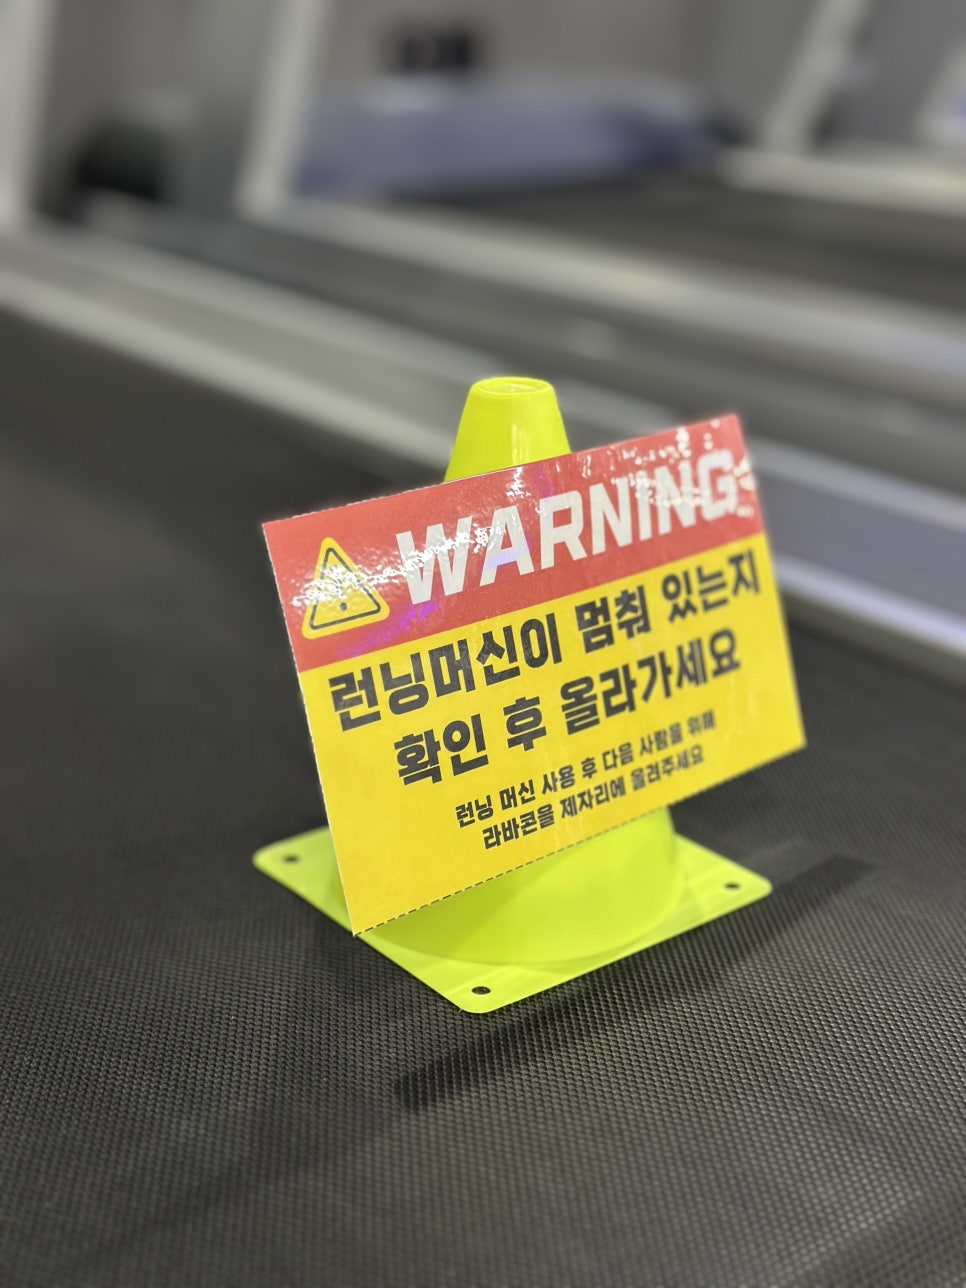 WARNING
런닝머신이 멈춰 있는지
확인 후 올라가세요
런닝 머신 사용 후 다음 사람을 위해
라바콘을 제자리에 올려주세요